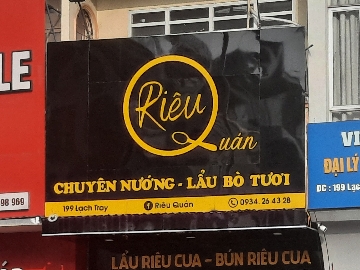 LE
98 969
Riêu
Quán
CHUYÊN NƯỚNG - LẨU BÒ TƯƠI
199 Lạch Tray
Riêu Quán
0934. 26 43 28
LẨU RIÊU CUA – BÚN RIÊU CUA
VI
ĐẠI LÝ
ĐC : 199 Lạc